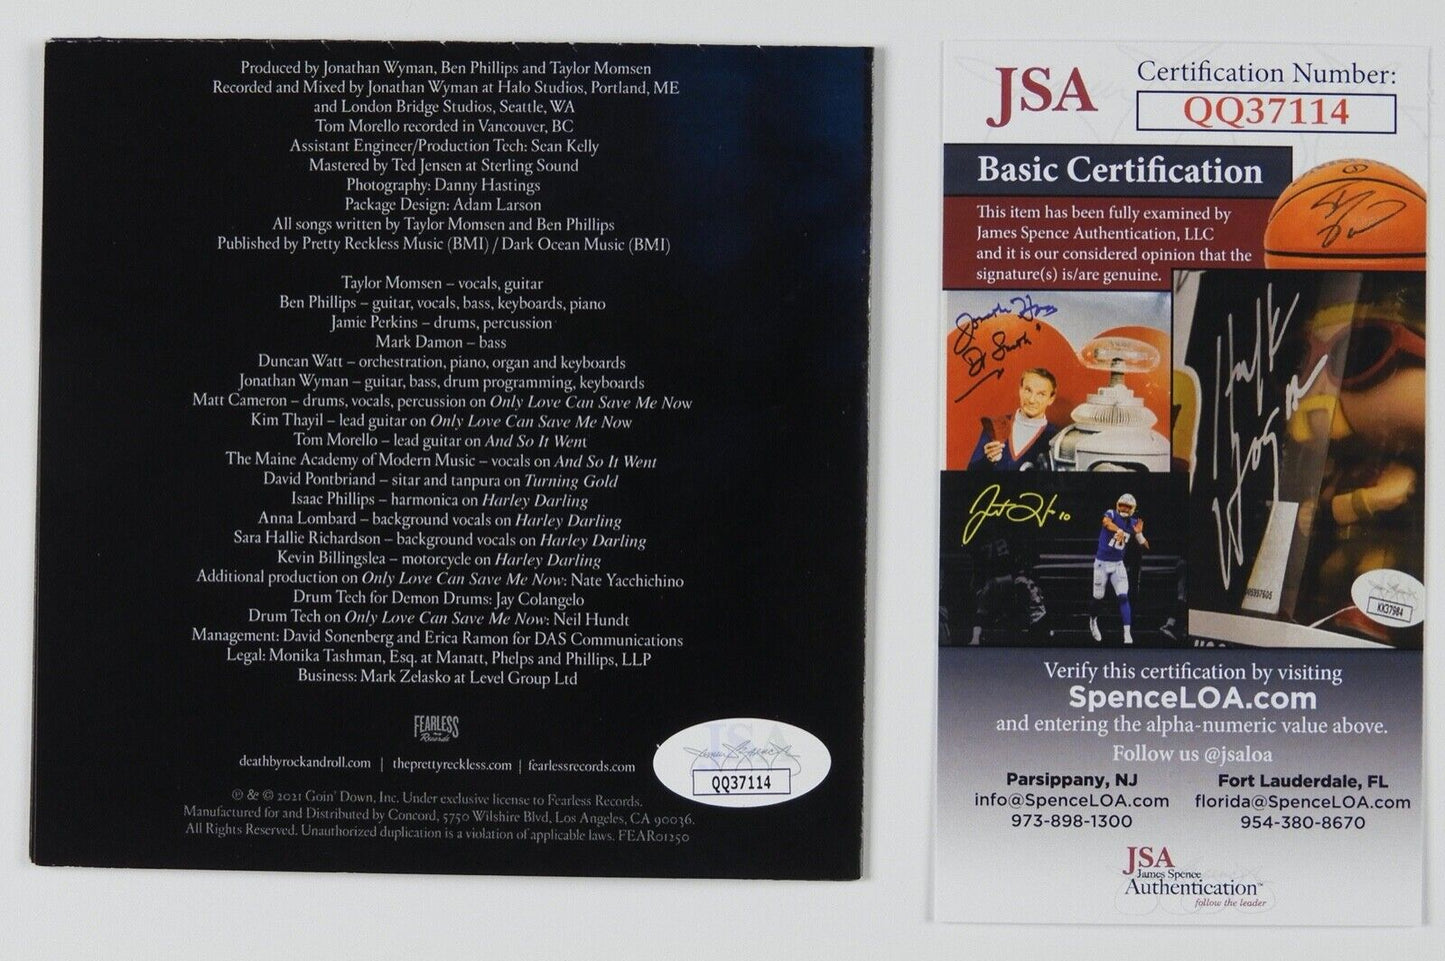 Produced by Jonathan Wyman, Ben Phillips and Taylor Momsen
Recorded and Mixed by Jonathan Wyman at Halo Studios, Portland, ME
and London Bridge Studios, Seattle, WA
Tom Morello recorded in Vancouver, BC
Assistant Engineer/Production Tech: Sean Kelly
Mastered by Ted Jensen at Sterling Sound
Photography: Danny Hastings
Package Design: Adam Larson
All songs written by Taylor Momsen and Ben Phillips
Published by Pretty Reckless Music (BMI) / Dark Ocean Music (BMI)
Taylor Momsen – vocals, guitar
Ben Phillips – guitar, vocals, bass, keyboards, piano
Jamie Perkins – drums, percussion
Mark Damon – bass
Duncan Watt – orchestration, piano, organ and keyboards
Jonathan Wyman – guitar, bass, drum programming, keyboards
Matt Cameron – drums, vocals, percussion on Only Love Can Save Me Now
Kim Thayil – lead guitar on Only Love Can Save Me Now
Tom Morello – lead guitar on And So It Went
The Maine Academy of Modern Music – vocals on And So It Went
David Pontbriand – sitar and tanpura on Turning Gold
Isaac Phillips – harmonica on Harley Darling
Anna Lombard – background vocals on Harley Darling
Sara Hallie Richardson – background vocals on Harley Darling
Kevin Billingslea – motorcycle on Harley Darling
Additional production on Only Love Can Save Me Now: Nate Yacchichino
Drum Tech for Demon Drums: Jay Colangelo
Drum Tech on Only Love Can Save Me Now: Neil Hundt
Management: David Sonenberg and Erica Ramon for DAS Communications
Legal: Monika Tashman, Esq. at Manatt, Phelps and Phillips, LLP
Business: Mark Zelasko at Level Group Ltd
FEARLESS
Records
deathbyrockandroll.com | theprettyreckless.com | fearlessrecords.com
℗ & © 2021 Goin' Down, Inc. Under exclusive license to Fearless Records.
Manufactured for and Distributed by Concord, 5750 Wilshire Blvd, Los Angeles, CA 90036.
All Rights Reserved. Unauthorized duplication is a violation of applicable laws. FEAR01250
JSA
QQ37114
JSA
Certification Number:
QQ37114
Basic Certification
This item has been fully examined by
James Spence Authentication, LLC
and it is our considered opinion that the
signature(s) is/are genuine.
Dr Smith"
Hulk
Hogan
10
KK37984
Verify this certification by visiting
SpenceLOA.com
and entering the alpha-numeric value above.
Follow us @jsaloa
Parsippany, NJ
info@SpenceLOA.com
973-898-1300
Fort Lauderdale, FL
florida@SpenceLOA.com
954-380-8670
JSA
James Spence
Authentication™
follow the leader